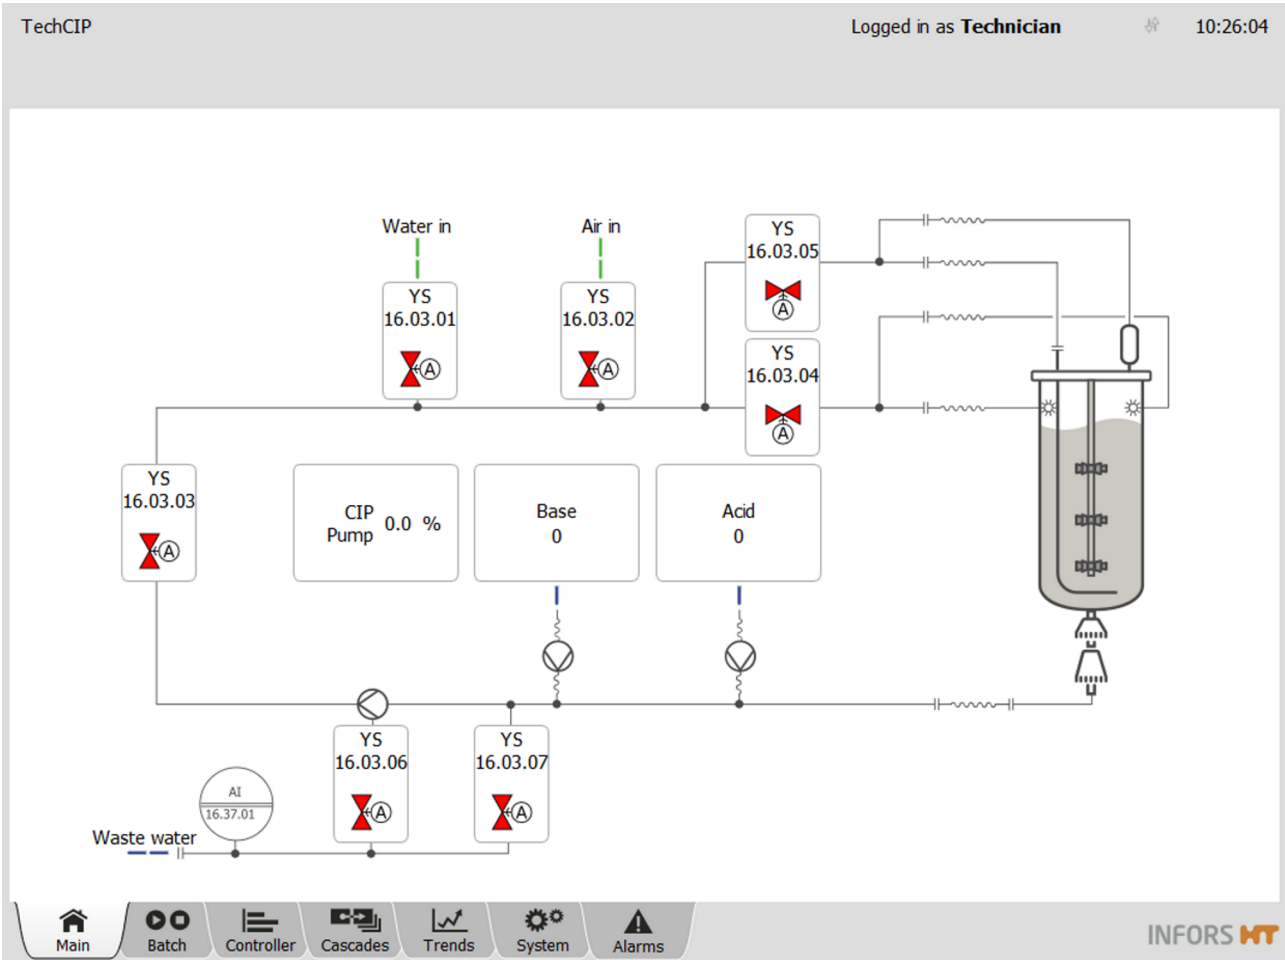 TechCIP
Logged in as Technician
10:26:04
Water in
Air in
YS
16.03.05
YS
16.03.01
A
YS
16.03.02
A
A
YS
16.03.04
A
YS
16.03.03
A
CIP
Pump
0.0 %
Base
0
Acid
0
YS
16.03.06
A
YS
16.03.07
A
AI
16.37.01
Waste water
Main
Batch
Controller
Cascades
Trends
System
Alarms
INFORS HT